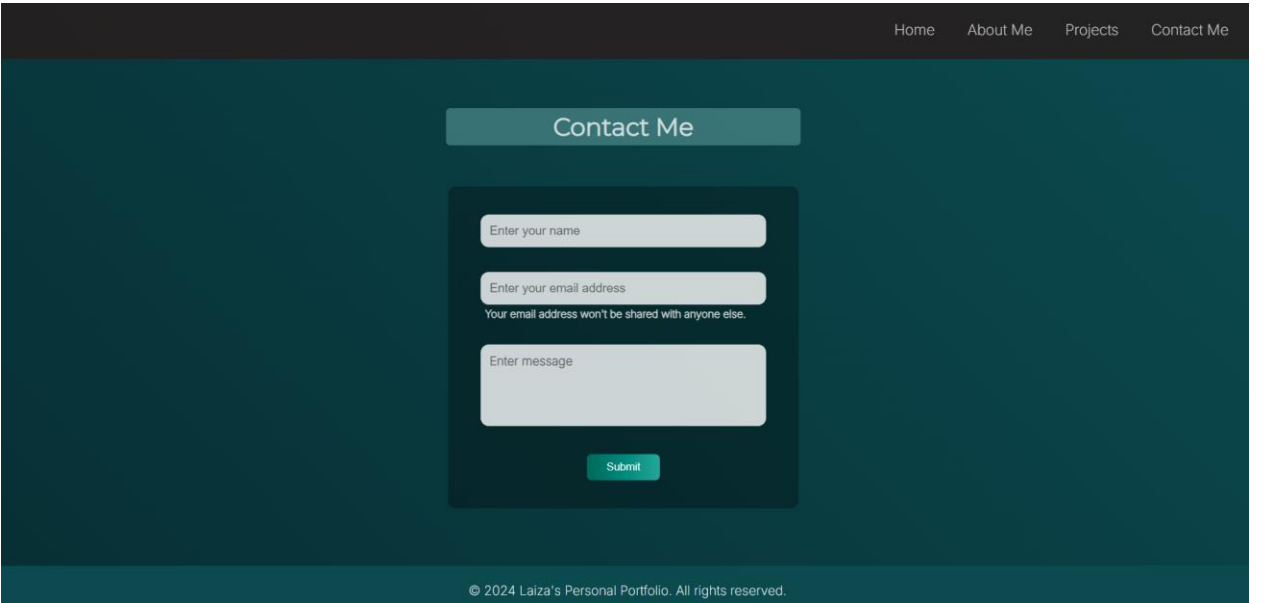 Home About Me Projects Contact Me
Contact Me
Enter your name
Enter your email address
Your email address won't be shared with anyone else.
Enter message
Submit
© 2024 Laiza's Personal Portfolio. All rights reserved.